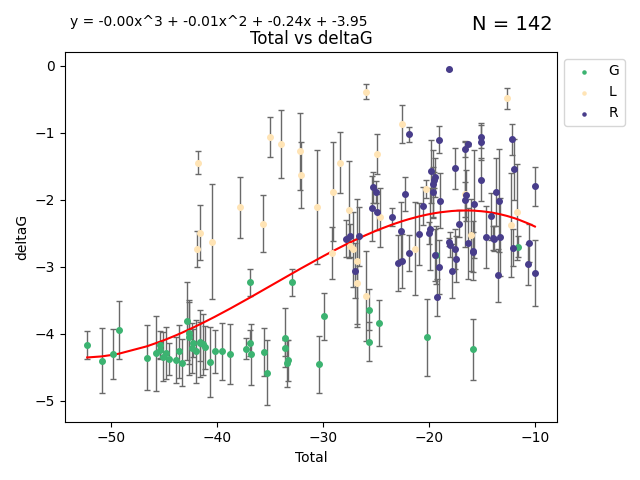 y = -0.00x^3 + -0.01x^2 + -0.24x + -3.95
N = 142
Total vs deltaG
G
L
R
deltaG
0
−1
−2
−3
−4
−5
−50
−40
−30
−20
−10
Total